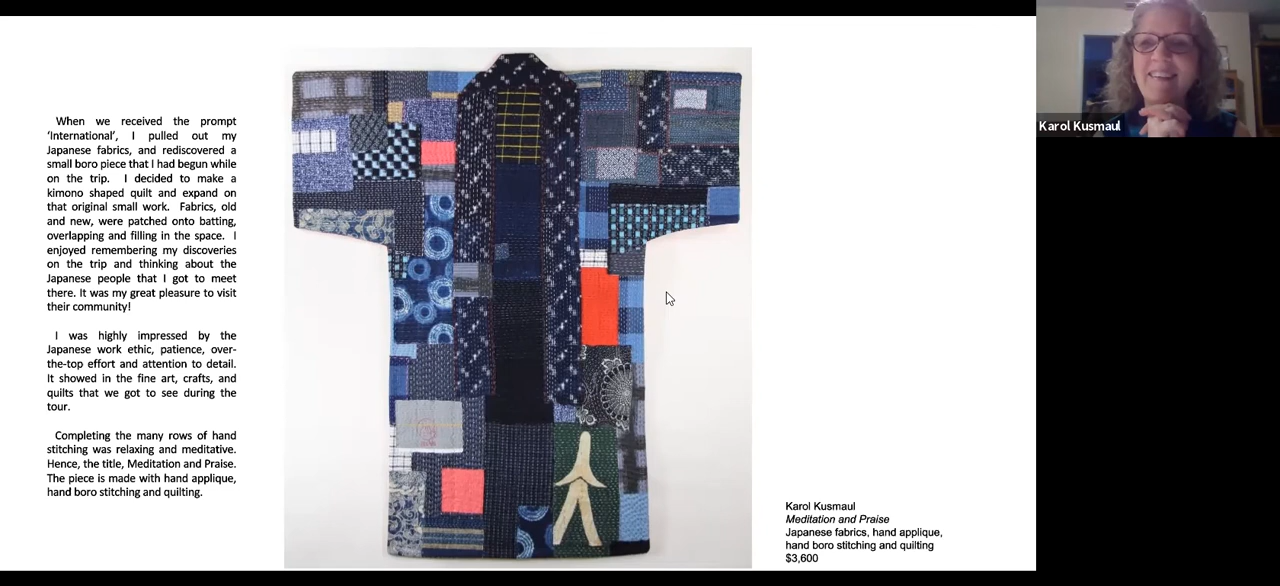 When we received the prompt
'International', I pulled out my
Japanese fabrics, and rediscovered a
small boro piece that I had begun while
on the trip. I decided to make a
kimono shaped quilt and expand on
that original small work. Fabrics, old
and new, were patched onto batting,
overlapping and filling in the space. I
enjoyed remembering my discoveries
on the trip and thinking about the
Japanese people that I got to meet
there. It was my great pleasure to visit
their community!
I was highly impressed by the
Japanese work ethic, patience, over-
the-top effort and attention to detail.
It showed in the fine art, crafts, and
quilts that we got to see during the
tour.
Completing the many rows of hand
stitching was relaxing and meditative.
Hence, the title, Meditation and Praise.
The piece is made with hand applique,
hand boro stitching and quilting.
Karol Kusmaul
Meditation and Praise
Japanese fabrics, hand applique,
hand boro stitching and quilting
$3,600
Karol Kusmaul